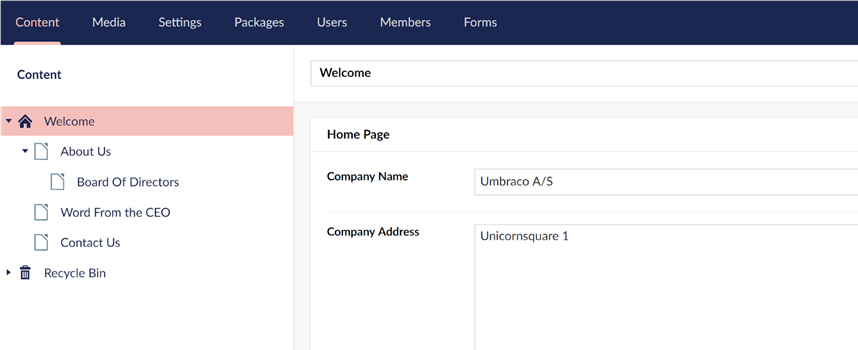 Content Media Settings Packages Users Members Forms
Content
Welcome
About Us
Board Of Directors
Word From the CEO
Contact Us
Recycle Bin
Welcome
Home Page
Company Name
Umbraco A/S
Company Address
Unicornsquare 1